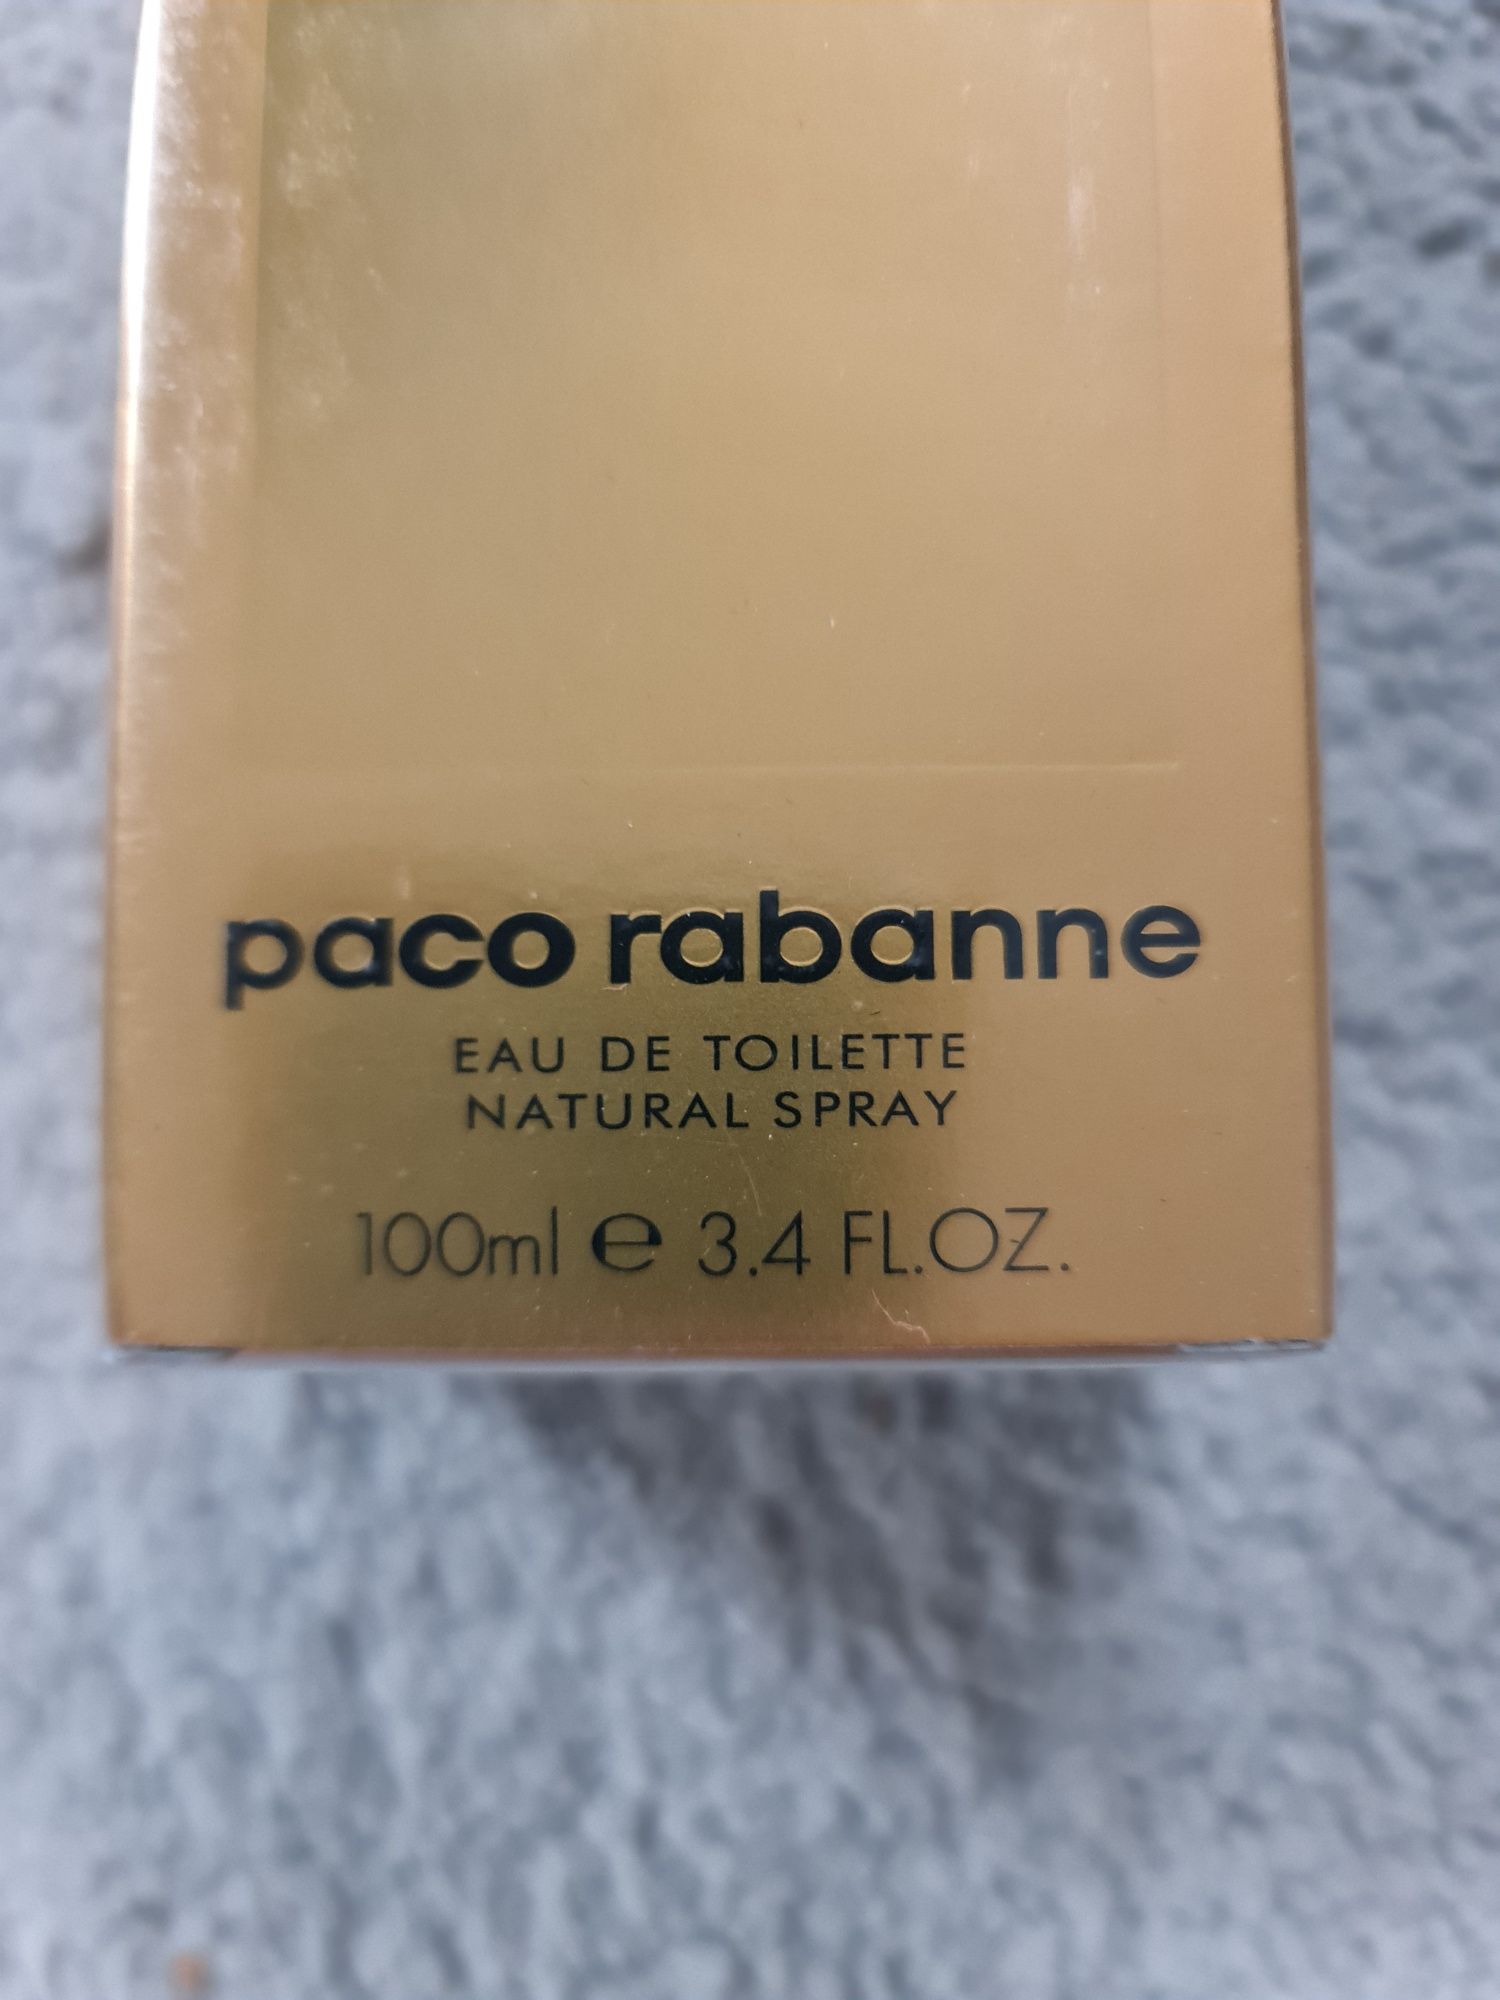 paco rabanne
EAU DE TOILETTE
NATURAL SPRAY
100ml ℮ 3.4 FL.OZ.